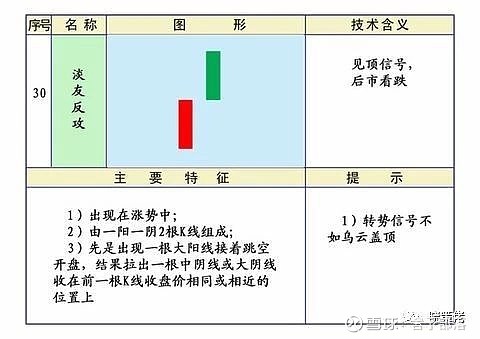 序号 名称 图形 技术含义
30
淡友反攻
见顶信号，
后市看跌
主要特征 提示
1）出现在涨势中；
2）由一阳一阴2根K线组成；
3）先是出现一根大阳线接着跳空
开盘，结果拉出一根中阴线或大阴线
收在前一根K线收盘价相同或相近的
位置上
1）转势信号不
如乌云盖顶